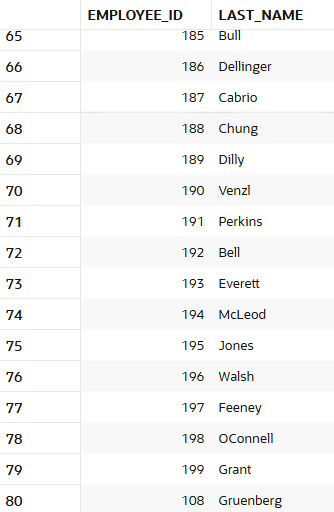 EMPLOYEE_ID LAST_NAME
65 185 Bull
66 186 Dellinger
67 187 Cabrio
68 188 Chung
69 189 Dilly
70 190 Venzl
71 191 Perkins
72 192 Bell
73 193 Everett
74 194 McLeod
75 195 Jones
76 196 Walsh
77 197 Feeney
78 198 OConnell
79 199 Grant
80 108 Gruenberg